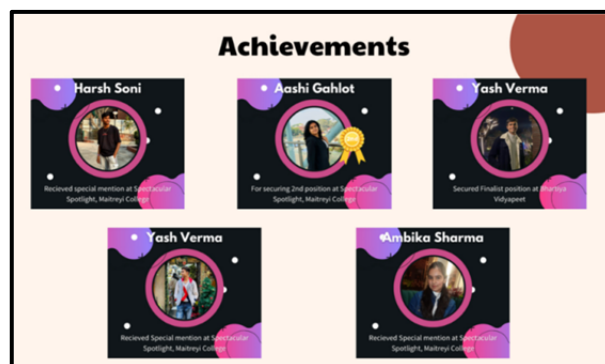 Achievements
Harsh Soni
Recieved special mention at Spectacular
Spotlight, Maitreyi College
Aashi Gahlot
For securing 2nd position at Spectacular
Spotlight, Maitreyi College
Yash Verma
Secured Finalist position at Bhartiya
Vidyapeet
Yash Verma
Recieved Special mention at Spectacular
Spotlight, Maitreyi College
Ambika Sharma
Recieved Special mention at Spectacular
Spotlight, Maitreyi College